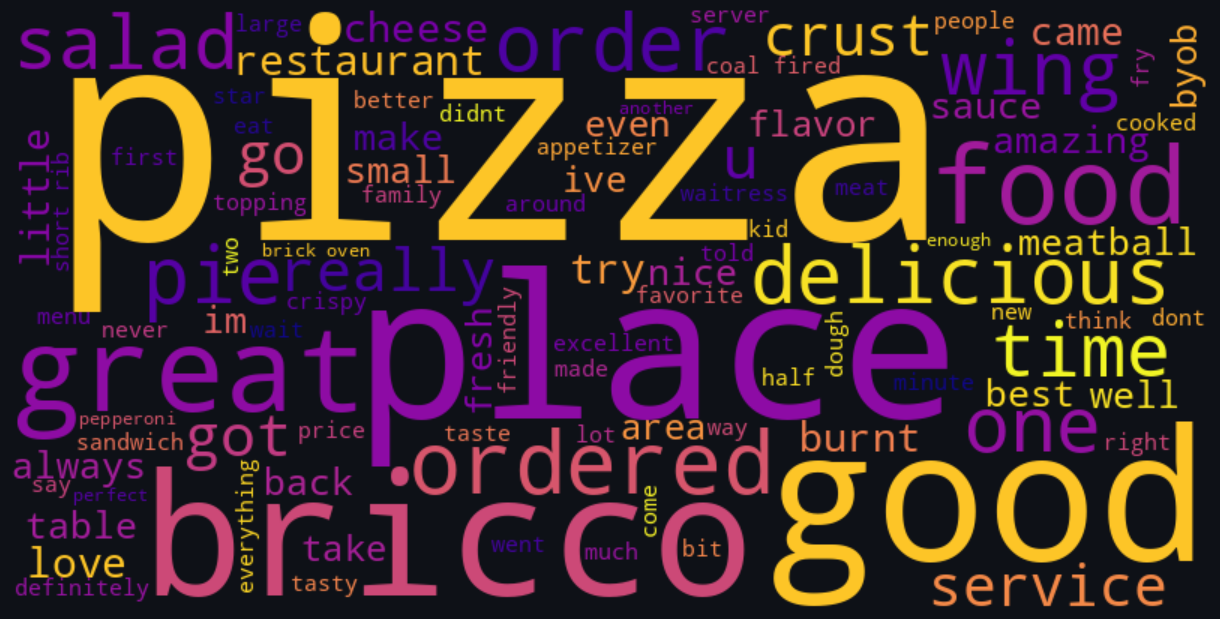 salad
large
cheese
order
server
crust
people
came
byob
restaurant
coal fired
wing
fry
pizza
star
better
didnt
another
sauce
cooked
eat
make
even
flavor
amazing
little
short rib
first
go
small
appetizer
ive
u
waitress
meat
food
topping
family
around
kid
two
brick oven
told
enough
meatball
pie
really
try
nice
delicious
crispy
favorite
menu
never
im
wait
fresh
friendly
place
dough
new
think
dont
great
excellent
made
half
minute
time
best
well
pepperoni
sandwich
got
price
taste
lot
area
way
burnt
one
right
always
say
perfect
ordered
good
everything
back
come
table
bricco
take
went
much
bit
love
definitely
tasty
service